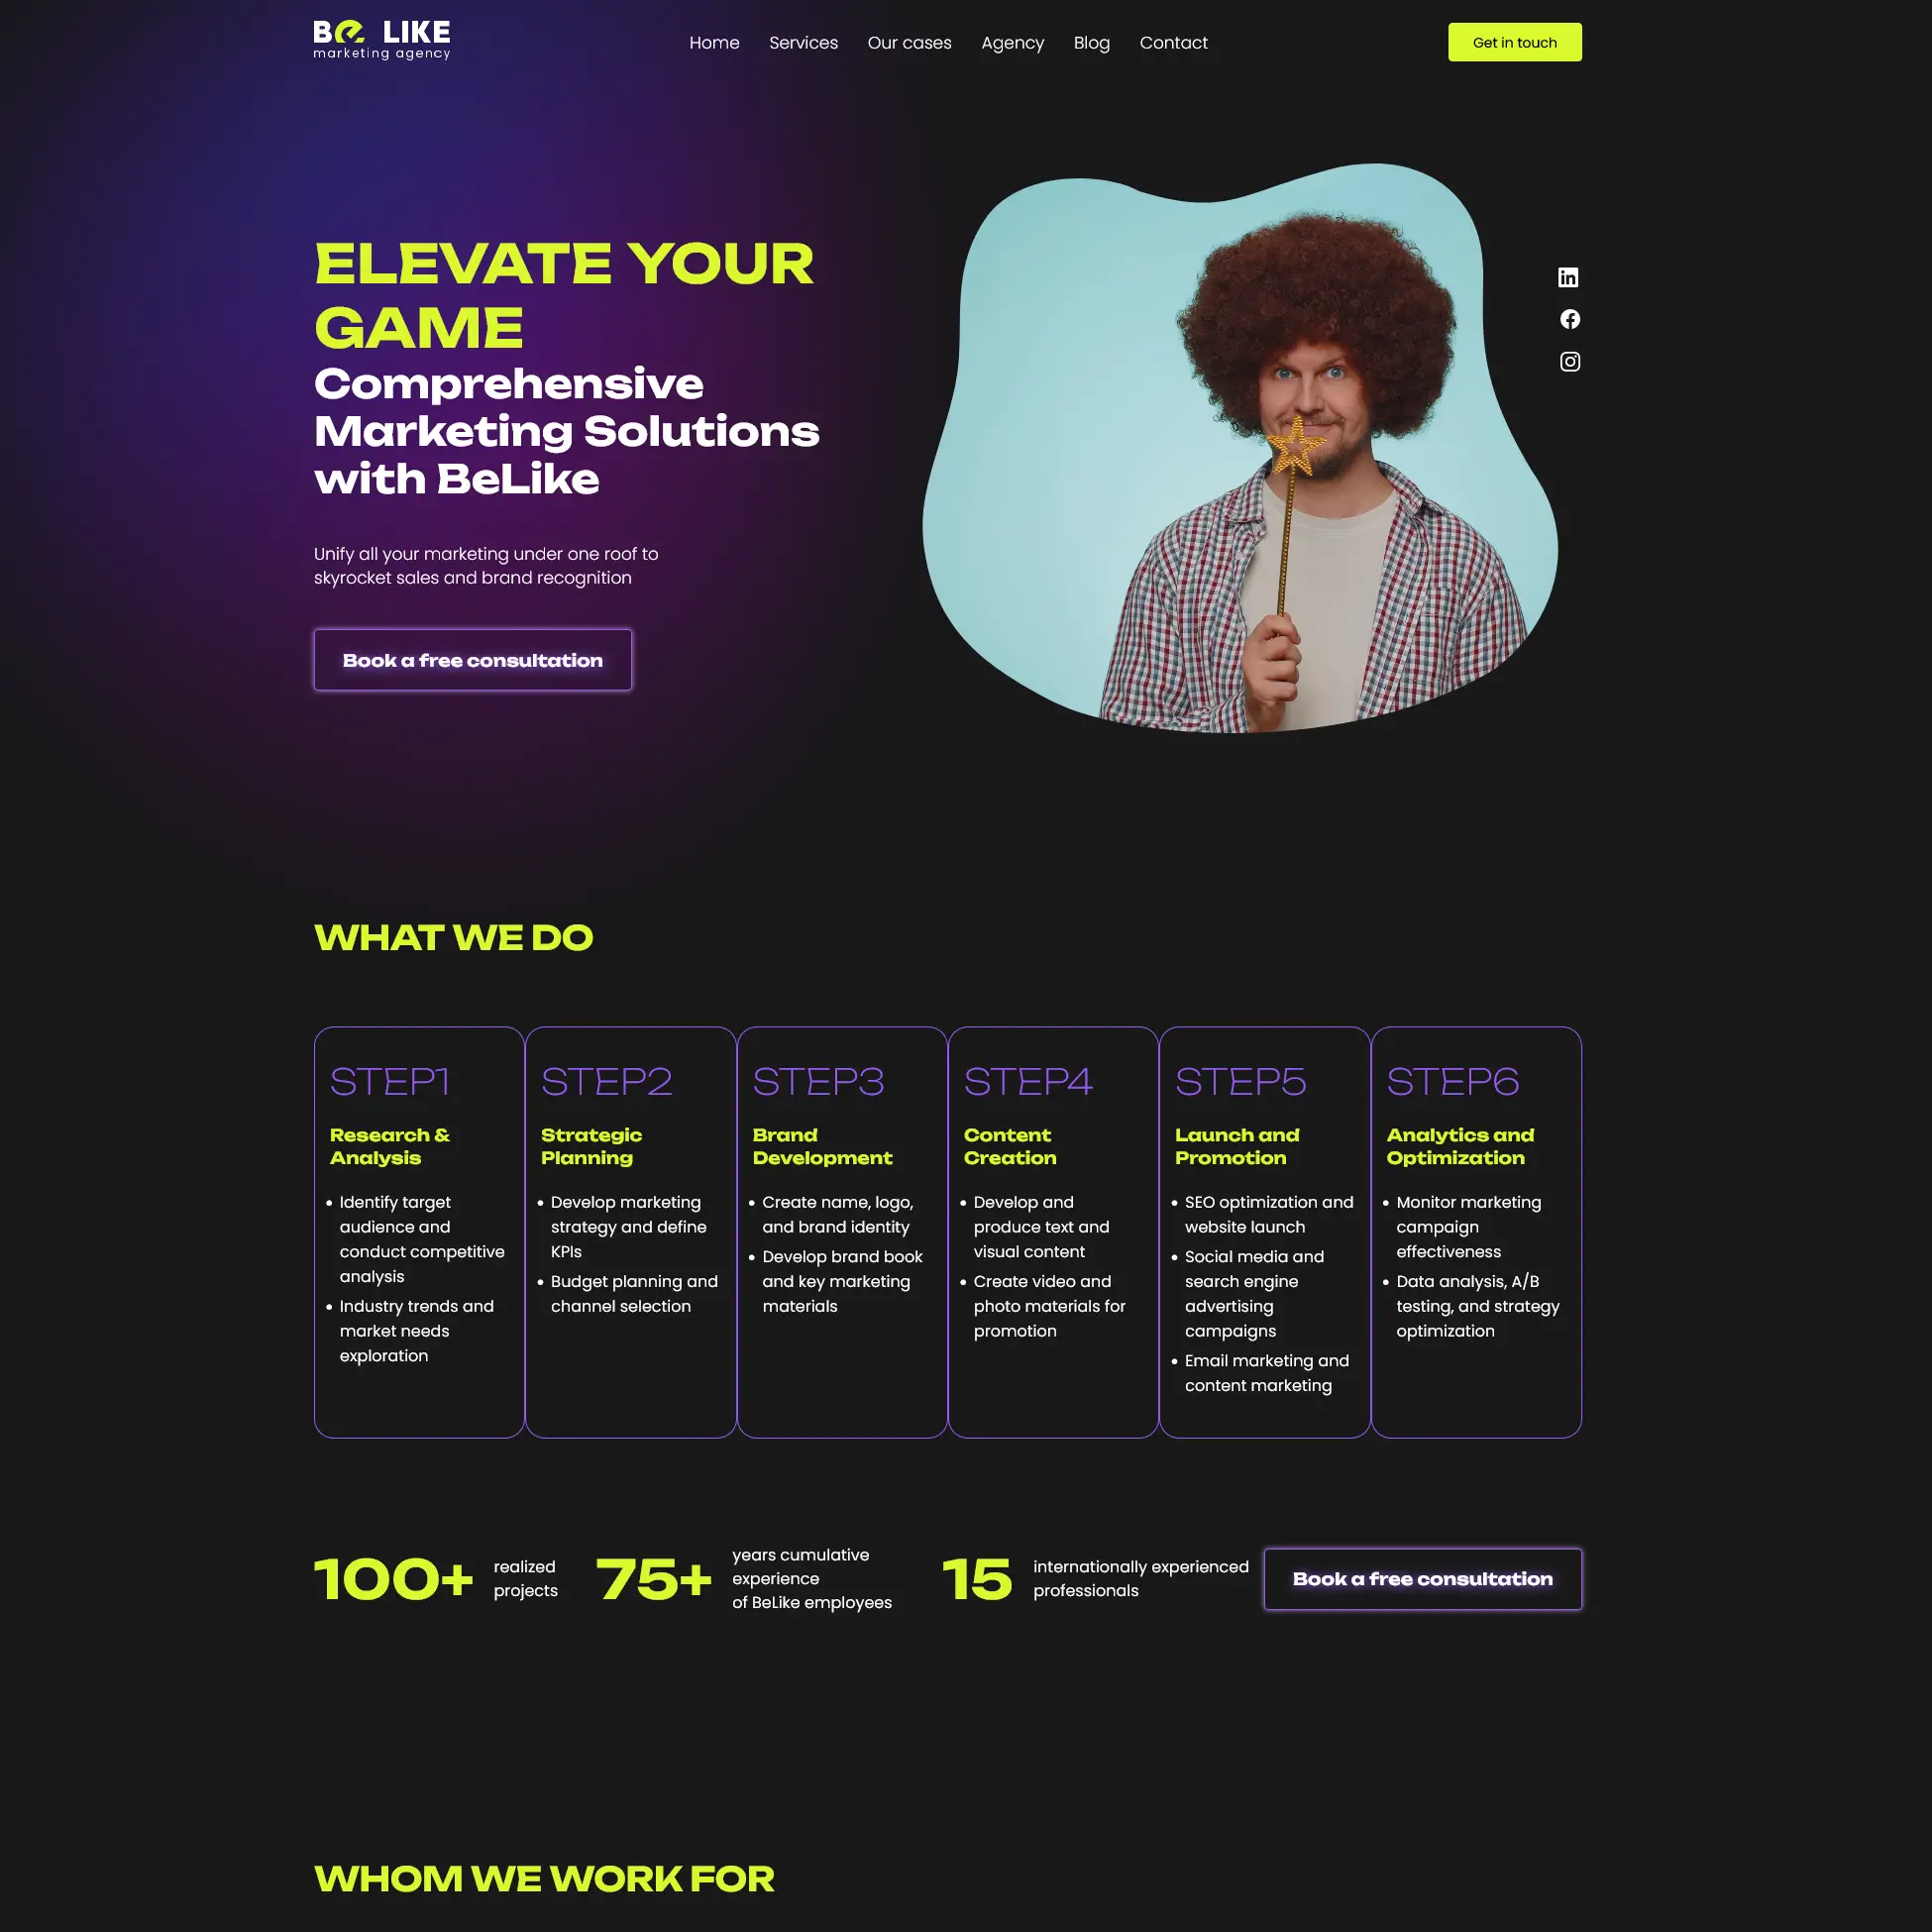 BE LIKE
marketing agency
Home Services Our cases Agency Blog Contact
Get in touch
ELEVATE YOUR
GAME
Comprehensive
Marketing Solutions
with BeLike
Unify all your marketing under one roof to
skyrocket sales and brand recognition
Book a free consultation
WHAT WE DO
STEP1
Research &
Analysis
• Identify target
audience and
conduct competitive
analysis
• Industry trends and
market needs
exploration
STEP2
Strategic
Planning
• Develop marketing
strategy and define
KPIs
• Budget planning and
channel selection
STEP3
Brand
Development
• Create name, logo,
and brand identity
• Develop brand book
and key marketing
materials
STEP4
Content
Creation
• Develop and
produce text and
visual content
• Create video and
photo materials for
promotion
STEP5
Launch and
Promotion
• SEO optimization and
website launch
• Social media and
search engine
advertising
campaigns
• Email marketing and
content marketing
STEP6
Analytics and
Optimization
• Monitor marketing
campaign
effectiveness
• Data analysis, A/B
testing, and strategy
optimization
100+
realized
projects
75+
years cumulative
experience
of BeLike employees
15
internationally experienced
professionals
Book a free consultation
WHOM WE WORK FOR